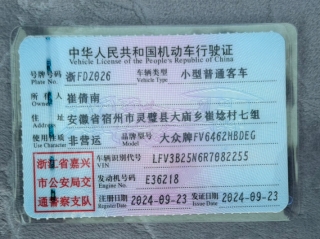 中华人民共和国机动车行驶证
Vehicle License of the People's Republic of China
号牌号码 浙FDZ026 车辆类型 小型普通客车
Plate No. Vehicle Type
所有人 崔倩南
Owner
住址 安徽省宿州市灵璧县大庙乡崔埝村七组
Address
使用性质 非营运 品牌型号 大众牌FV6462HBDEG
Use Character Model
浙江省嘉兴 车辆识别代号 LFV3B25N6R7082255
VIN
市公安局交 发动机号码 E36218
Engine No.
通警察支队 注册日期 2024-09-23 发证日期 2024-09-23
Register Date Issue Date